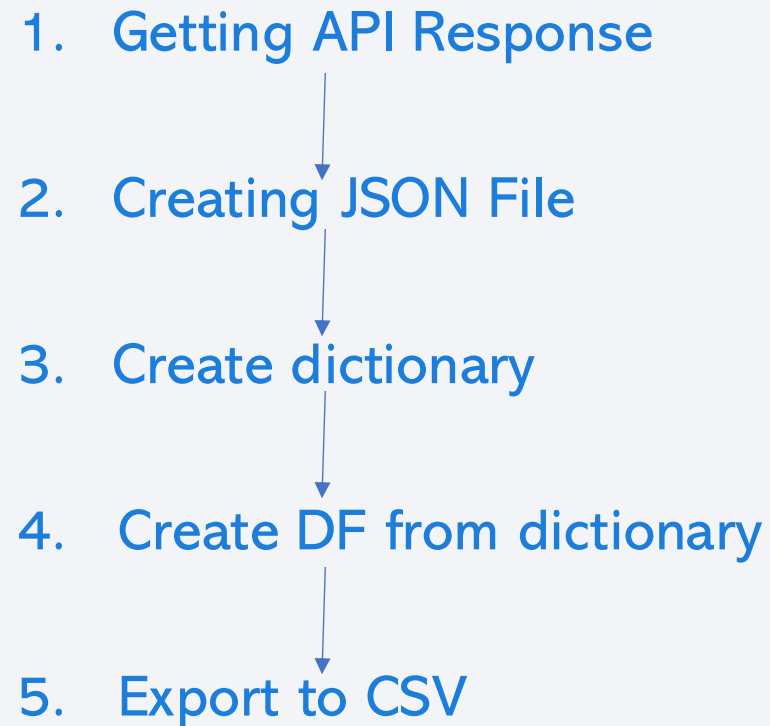 1. Getting API Response
2. Creating JSON File
3. Create dictionary
4. Create DF from dictionary
5. Export to CSV